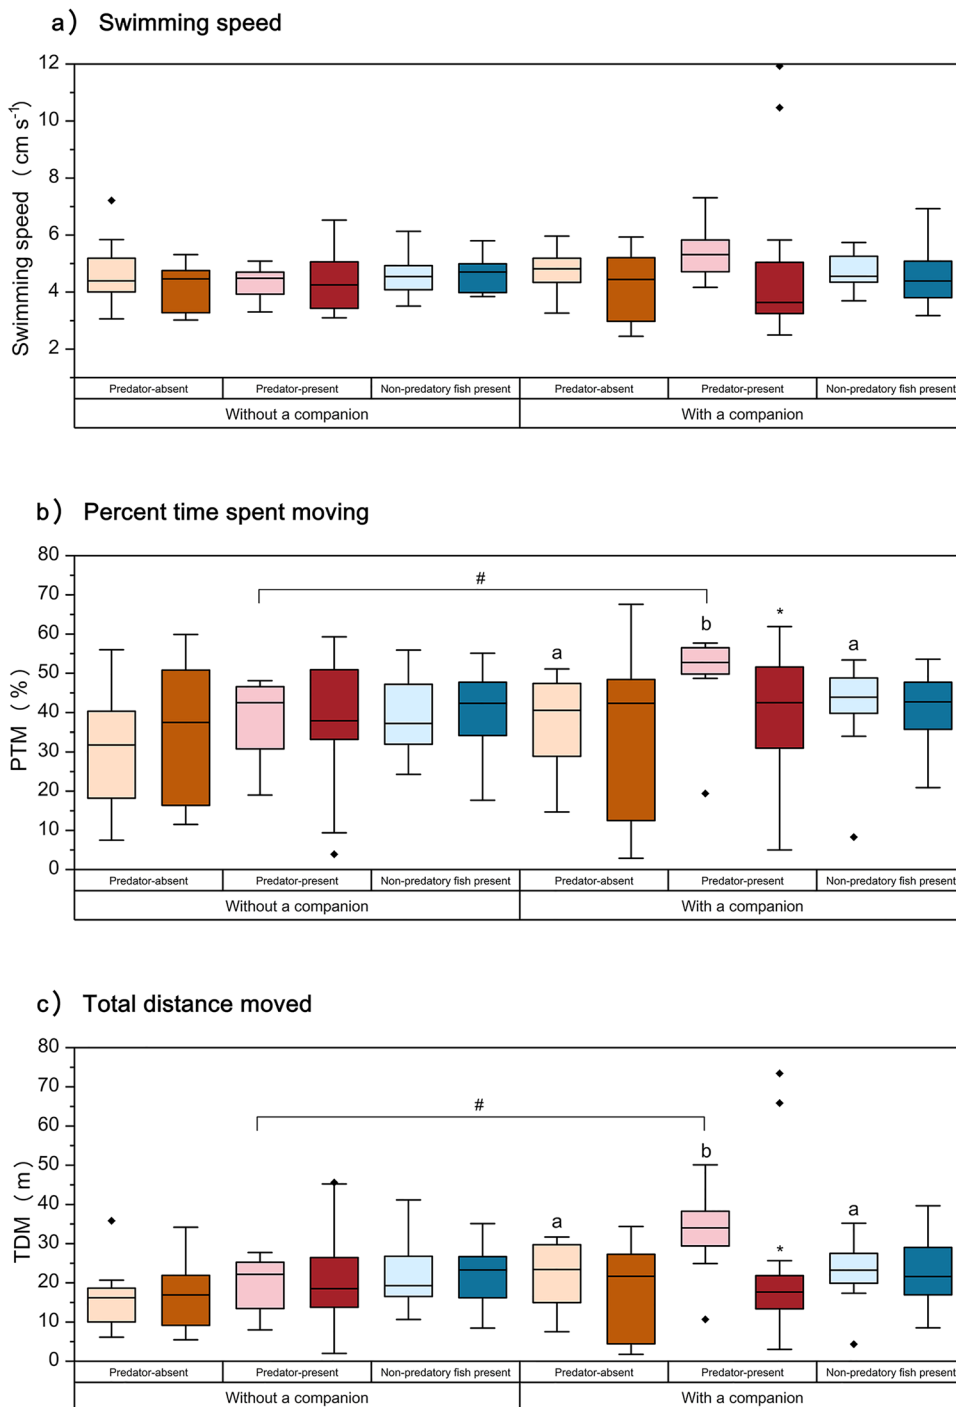 a) Swimming speed
Swimming speed (cm s⁻¹)
12
10
8
6
4
2
Predator-absent Predator-present Non-predatory fish present Predator-absent Predator-present Non-predatory fish present
Without a companion With a companion
b) Percent time spent moving
PTM (%)
80
70
60
50
40
30
20
10
0
#
a b * a
Predator-absent Predator-present Non-predatory fish present Predator-absent Predator-present Non-predatory fish present
Without a companion With a companion
c) Total distance moved
TDM (m)
80
70
60
50
40
30
20
10
0
#
a b * a
Predator-absent Predator-present Non-predatory fish present Predator-absent Predator-present Non-predatory fish present
Without a companion With a companion